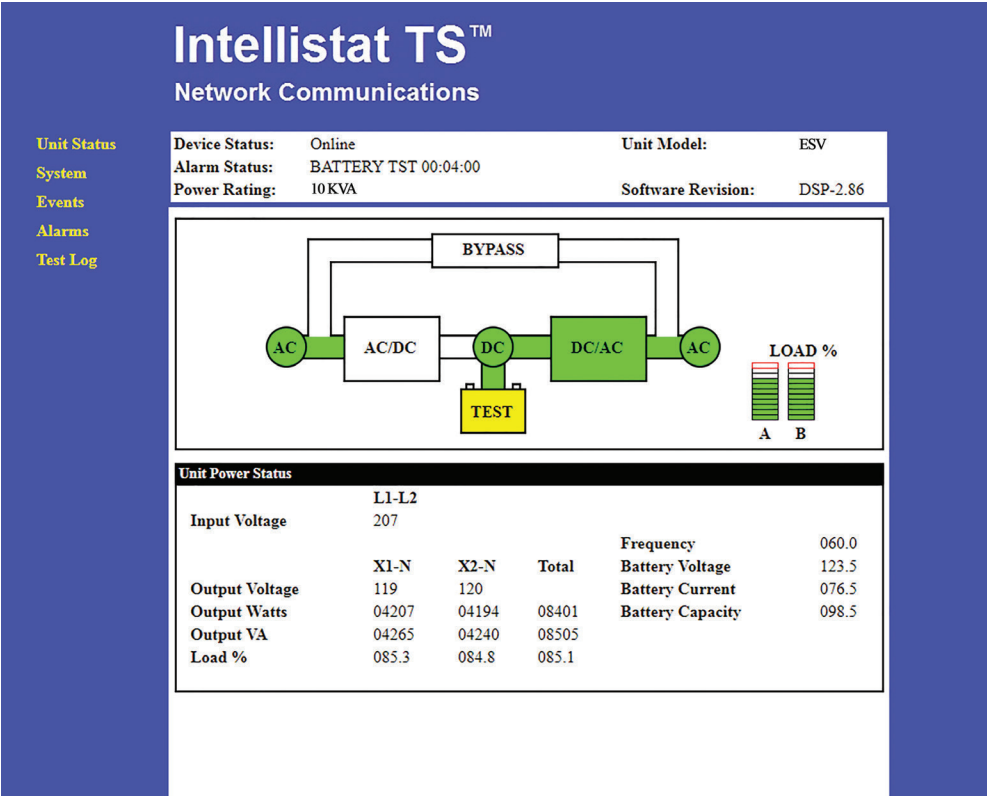 Intellistat TS™
Network Communications
Unit Status
System
Events
Alarms
Test Log
Device Status: Online Unit Model: ESV
Alarm Status: BATTERY TST 00:04:00
Power Rating: 10 KVA Software Revision: DSP-2.86
BYPASS
AC AC/DC DC DC/AC AC
TEST
LOAD %
A B
Unit Power Status
L1-L2
Input Voltage 207
Frequency 060.0
X1-N X2-N Total Battery Voltage 123.5
Output Voltage 119 120 Battery Current 076.5
Output Watts 04207 04194 08401 Battery Capacity 098.5
Output VA 04265 04240 08505
Load % 085.3 084.8 085.1